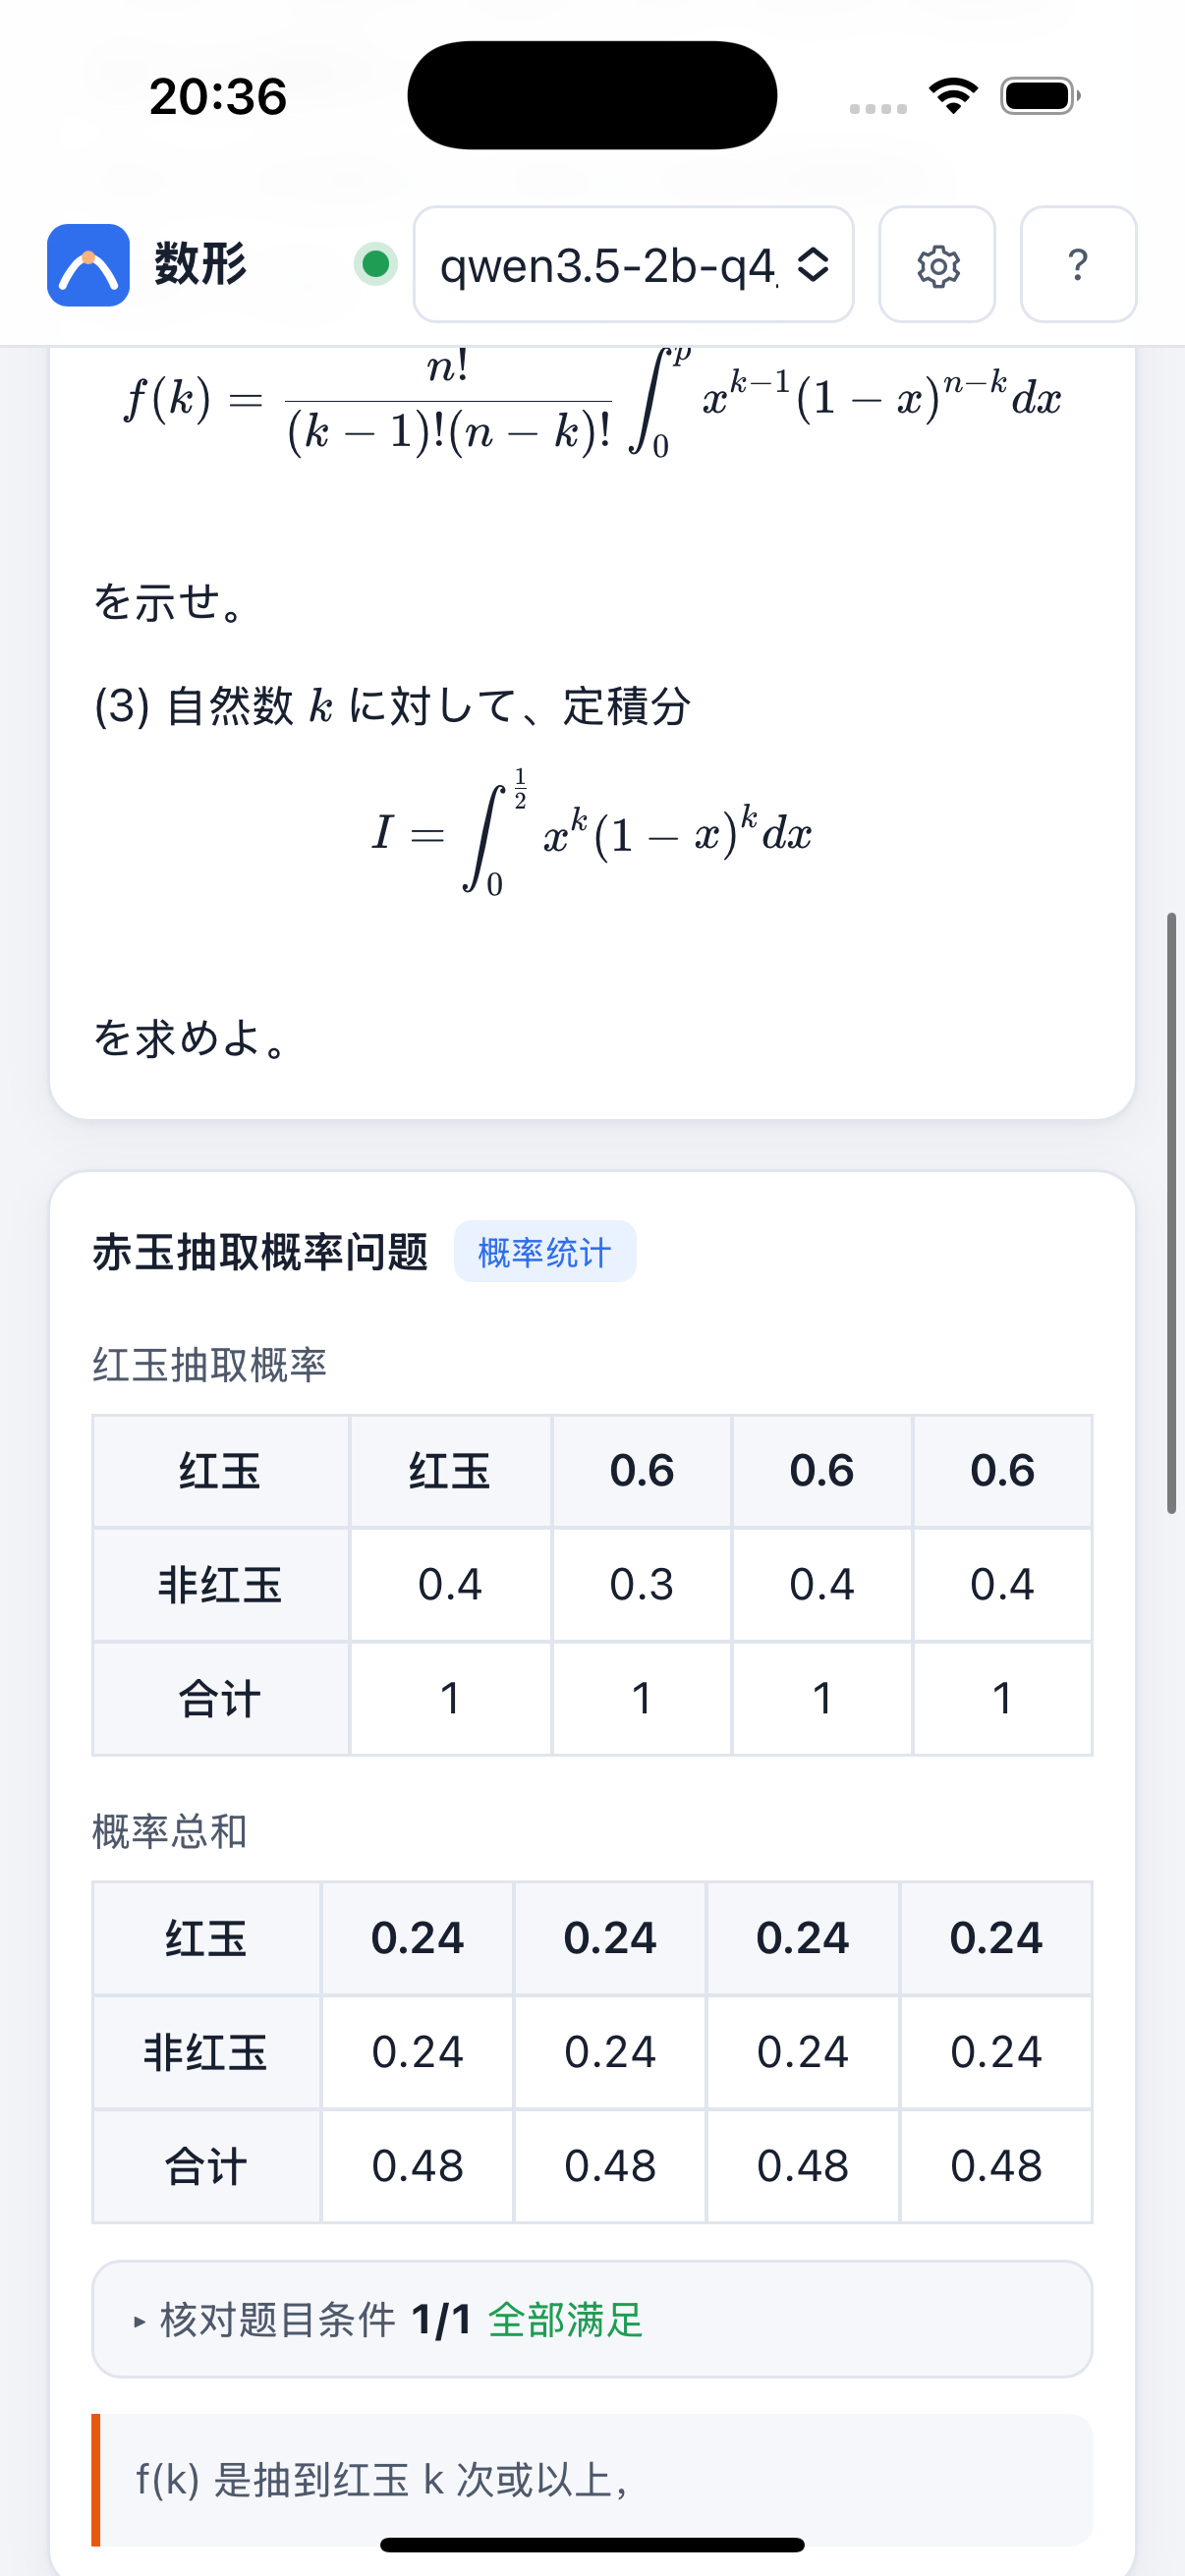 20:36
数形
qwen3.5-2b-q4
?
f(k) = \frac{n!}{(k-1)!(n-k)!} \int_0^p x^{k-1}(1-x)^{n-k}dx
を示せ。
(3) 自然数 k に対して、定積分
I = \int_0^{\frac{1}{2}} x^k(1-x)^k dx
を求めよ。
赤玉抽取概率问题 概率统计
红玉抽取概率
红玉 红玉 0.6 0.6 0.6
非红玉 0.4 0.3 0.4 0.4
合计 1 1 1 1
概率总和
红玉 0.24 0.24 0.24 0.24
非红玉 0.24 0.24 0.24 0.24
合计 0.48 0.48 0.48 0.48
▸ 核对题目条件 1/1 全部满足
f(k) 是抽到红玉 k 次或以上，